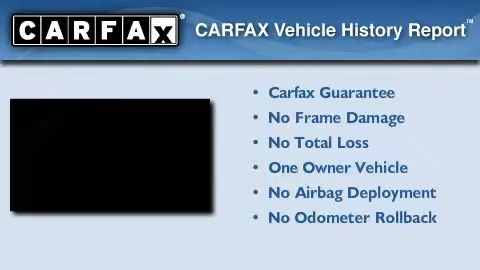 CARFAX® CARFAX Vehicle History Report™
• Carfax Guarantee
• No Frame Damage
• No Total Loss
• One Owner Vehicle
• No Airbag Deployment
• No Odometer Rollback